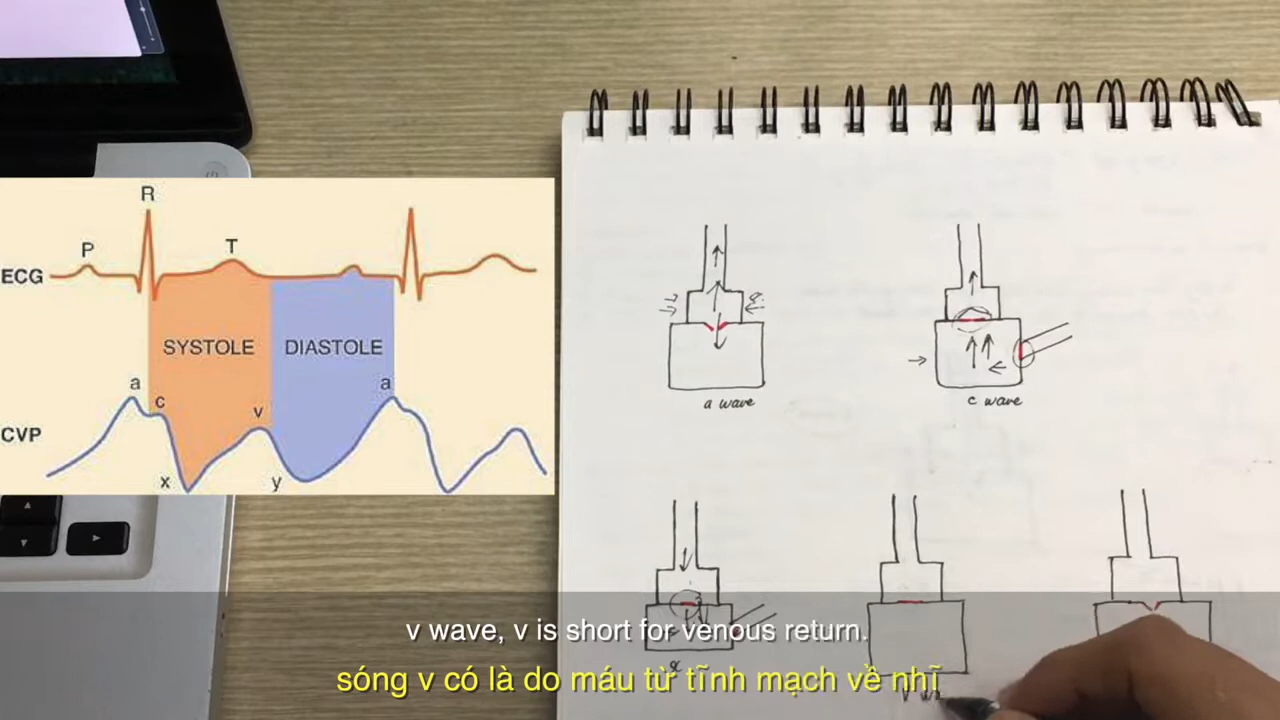 R
P
T
ECG
SYSTOLE DIASTOLE
a
a
c
v
CVP
x
y
a wave
c wave
x
v wave, v is short for venous return.
sóng v có là do máu từ tĩnh mạch về nhĩ